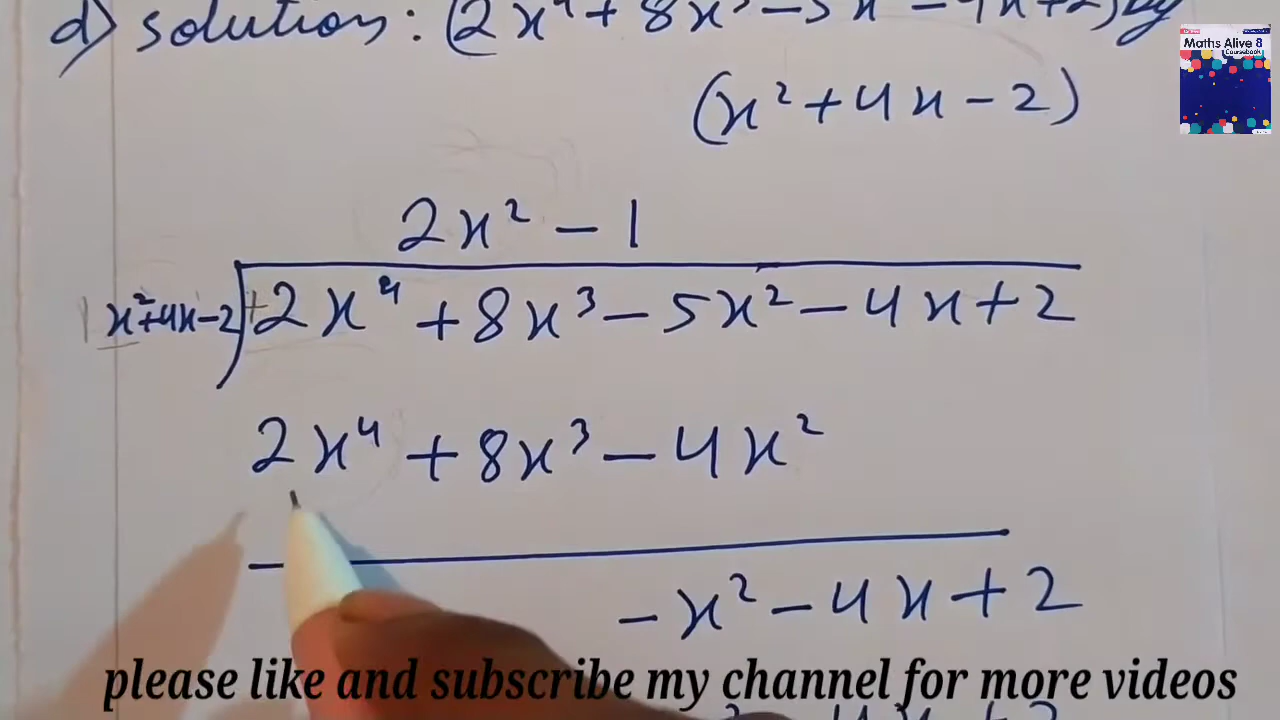 d) solution: (2x⁴ + 8x³ - 5x² - 4x + 2) by
(x² + 4x - 2)
Maths Alive 8
Coursebook
2x² - 1
x²+4x-2 2x⁴ + 8x³ - 5x² - 4x + 2
2x⁴ + 8x³ - 4x²
- x² - 4x + 2
please like and subscribe my channel for more videos